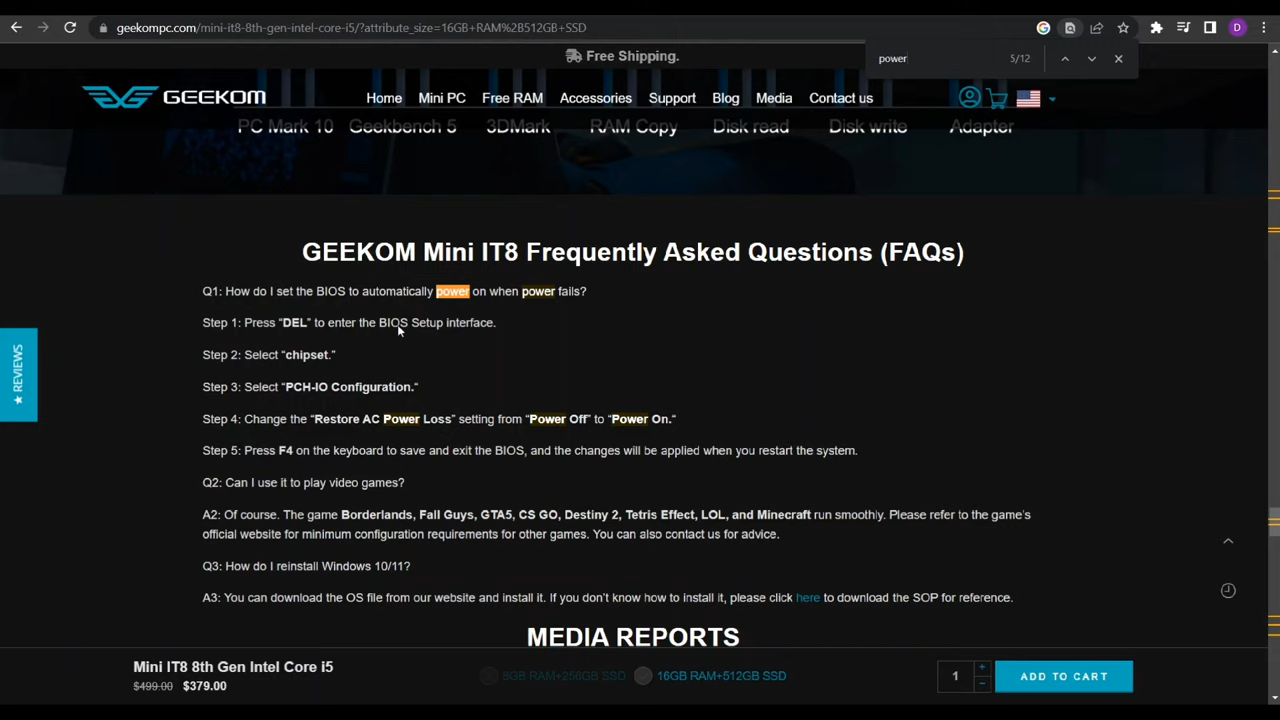 geekompc.com/mini-it8-8th-gen-intel-core-i5/?attribute_size=16GB+RAM%2B512GB+SSD
D
power 5/12
Free Shipping.
GEEKOM Home Mini PC Free RAM Accessories Support Blog Media Contact us
PC Mark 10 Geekbench 5 3DMark RAM Copy Disk read Disk write Adapter
GEEKOM Mini IT8 Frequently Asked Questions (FAQs)
Q1: How do I set the BIOS to automatically power on when power fails?
Step 1: Press “DEL” to enter the BIOS Setup interface.
Step 2: Select “chipset.”
Step 3: Select “PCH-IO Configuration.“
Step 4: Change the “Restore AC Power Loss” setting from “Power Off” to “Power On.“
Step 5: Press F4 on the keyboard to save and exit the BIOS, and the changes will be applied when you restart the system.
Q2: Can I use it to play video games?
A2: Of course. The game Borderlands, Fall Guys, GTA5, CS GO, Destiny 2, Tetris Effect, LOL, and Minecraft run smoothly. Please refer to the game’s
official website for minimum configuration requirements for other games. You can also contact us for advice.
Q3: How do I reinstall Windows 10/11?
A3: You can download the OS file from our website and install it. If you don’t know how to install it, please click here to download the SOP for reference.
MEDIA REPORTS
★ REVIEWS
Mini IT8 8th Gen Intel Core i5
$499.00 $379.00
8GB RAM+256GB SSD 16GB RAM+512GB SSD
1 + −
ADD TO CART